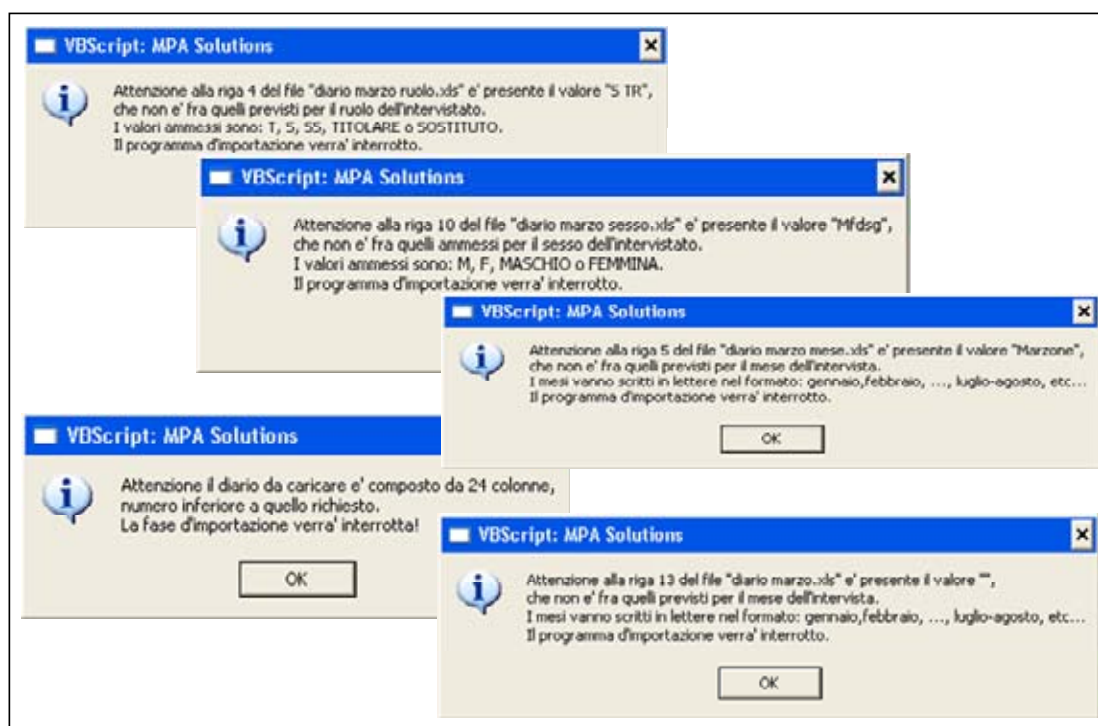 VBScript: MPA Solutions
Attenzione alla riga 4 del file "diario marzo ruolo.xls" e' presente il valore "S TR",
che non e' fra quelli previsti per il ruolo dell'intervistato.
I valori ammessi sono: T, S, SS, TITOLARE o SOSTITUTO.
Il programma d'importazione verra' interrotto.
VBScript: MPA Solutions
Attenzione alla riga 10 del file "diario marzo sesso.xls" e' presente il valore "Mfdsg",
che non e' fra quelli ammessi per il sesso dell'intervistato.
I valori ammessi sono: M, F, MASCHIO o FEMMINA.
Il programma d'importazione verra' interrotto.
VBScript: MPA Solutions
Attenzione alla riga 5 del file "diario marzo mese.xls" e' presente il valore "Marzone",
che non e' fra quelli previsti per il mese dell'intervista.
I mesi vanno scritti in lettere nel formato: gennaio,febbraio, ..., luglio-agosto, etc...
Il programma d'importazione verra' interrotto.
OK
VBScript: MPA Solutions
Attenzione il diario da caricare e' composto da 24 colonne,
numero inferiore a quello richiesto.
La fase d'importazione verra' interrotta!
OK
VBScript: MPA Solutions
Attenzione alla riga 13 del file "diario marzo.xls" e' presente il valore "",
che non e' fra quelli previsti per il mese dell'intervista.
I mesi vanno scritti in lettere nel formato: gennaio,febbraio, ..., luglio-agosto, etc...
Il programma d'importazione verra' interrotto.
OK